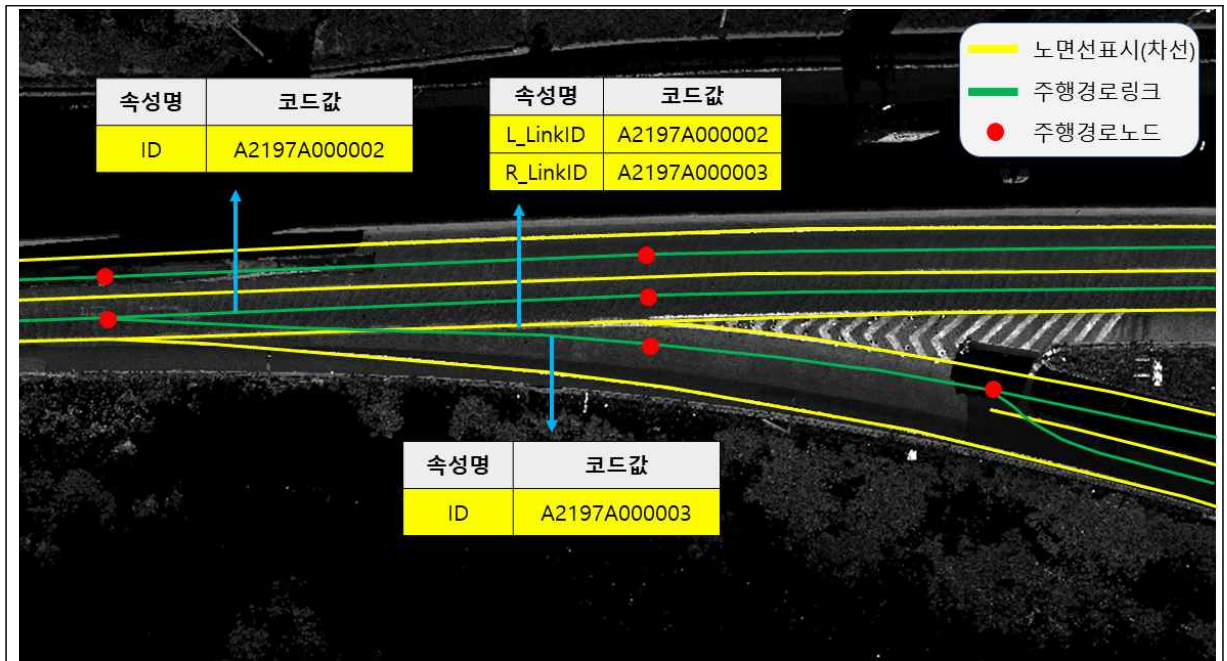 노면선표시(차선)
주행경로링크
주행경로노드
속성명 코드값
ID A2197A000002
속성명 코드값
L_LinkID A2197A000002
R_LinkID A2197A000003
속성명 코드값
ID A2197A000003